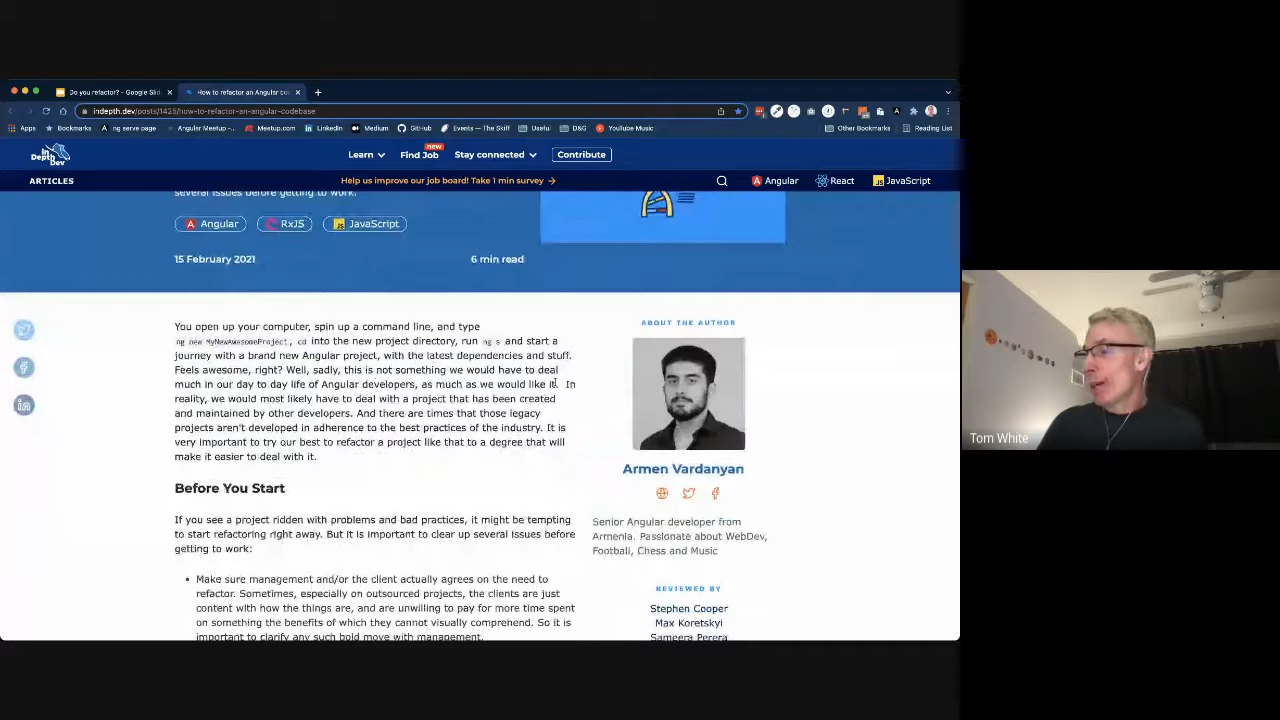 Do you refactor? - Google Slid
How to refactor an Angular co
indepth.dev/posts/1425/how-to-refactor-an-angular-codebase
Apps
Bookmarks
ng serve page
Angular Meetup -..
Meetup.com
LinkedIn
Medium
GitHub
Events — The Skiff
Useful
D&G
YouTube Music
Other Bookmarks
Reading List
In
Depth
Dev
Learn
new
Find Job
Stay connected
Contribute
ARTICLES
Help us improve our job board! Take 1 min survey →
Angular
React
JavaScript
several issues before getting to work.
Angular
RxJS
JavaScript
15 February 2021
6 min read
You open up your computer, spin up a command line, and type
ng new MyNewAwesomeProject, cd into the new project directory, run ng s and start a
journey with a brand new Angular project, with the latest dependencies and stuff.
Feels awesome, right? Well, sadly, this is not something we would have to deal
much in our day to day life of Angular developers, as much as we would like it. In
reality, we would most likely have to deal with a project that has been created
and maintained by other developers. And there are times that those legacy
projects aren't developed in adherence to the best practices of the industry. It is
very important to try our best to refactor a project like that to a degree that will
make it easier to deal with it.
Before You Start
If you see a project ridden with problems and bad practices, it might be tempting
to start refactoring right away. But it is important to clear up several issues before
getting to work:
• Make sure management and/or the client actually agrees on the need to
refactor. Sometimes, especially on outsourced projects, the clients are just
content with how the things are, and are unwilling to pay for more time spent
on something the benefits of which they cannot visually comprehend. So it is
important to clarify any such bold move with management.
ABOUT THE AUTHOR
Armen Vardanyan
Senior Angular developer from
Armenia. Passionate about WebDev,
Football, Chess and Music
REVIEWED BY
Stephen Cooper
Max Koretskyi
Sameera Perera
Tom White